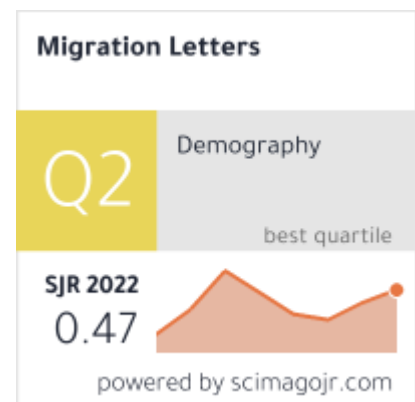 Migration Letters
Q2
Demography
best quartile
SJR 2022
0.47
powered by scimagojr.com